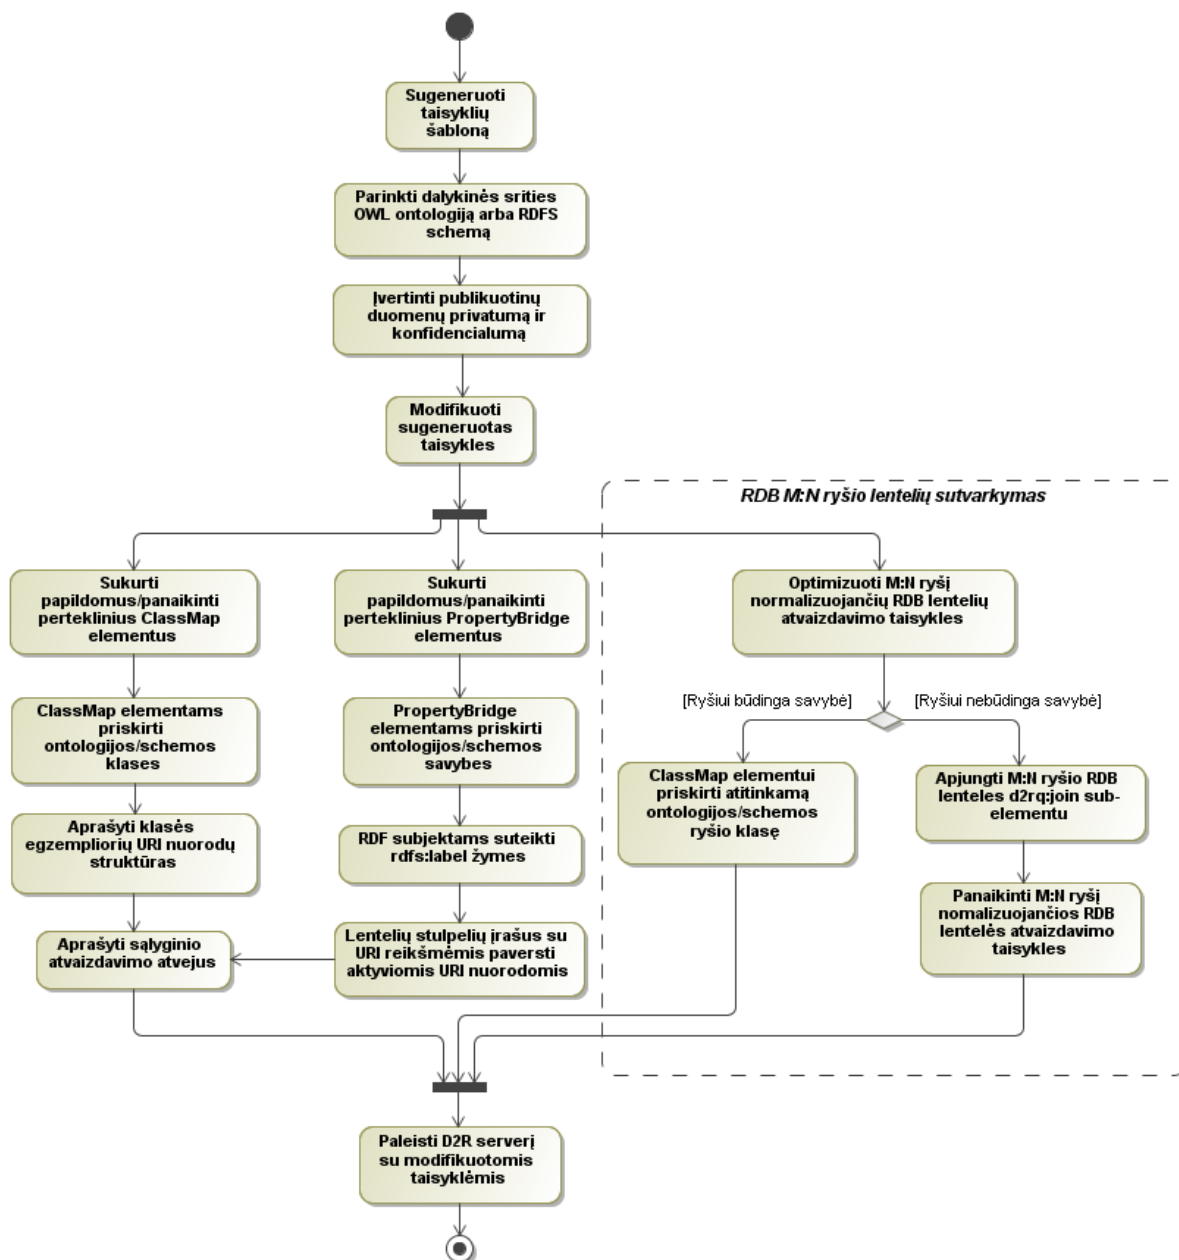 Sugeneruoti
taisyklių
šabloną
Parinkti dalykinės srities
OWL ontologiją arba RDFS
schemą
Įvertinti publikuotinų
duomenų privatumą ir
konfidencialumą
Modifikuoti
sugeneruotas
taisykles
RDB M:N ryšio lentelių sutvarkymas
Sukurti
papildomus/panaikinti
perteklinius ClassMap
elementus
ClassMap elementams
priskirti
ontologijos/schemos
klases
Aprašyti klasės
egzempliorių URI nuorodų
struktūras
Aprašyti sąlyginio
atvaizdavimo atvejus
Sukurti
papildomus/panaikinti
perteklinius PropertyBridge
elementus
PropertyBridge
elementams priskirti
ontologijos/schemos
savybes
RDF subjektams suteikti
rdfs:label žymes
Lentelių stulpelių įrašus su
URI reikšmėmis paversti
aktyviomis URI nuorodomis
Optimizuoti M:N ryšį
normalizuojančių RDB lentelių
atvaizdavimo taisykles
[Ryšiui būdinga savybė]
[Ryšiui nebūdinga savybė]
ClassMap elementui
priskirti atitinkamą
ontologijos/schemos
ryšio klasę
Apjungti M:N ryšio RDB
lenteles d2rq:join sub-
elementu
Panaikinti M:N ryšį
nomalizuojančios RDB
lentelės atvaizdavimo
taisykles
Paleisti D2R serverį
su modifikuotomis
taisyklėmis